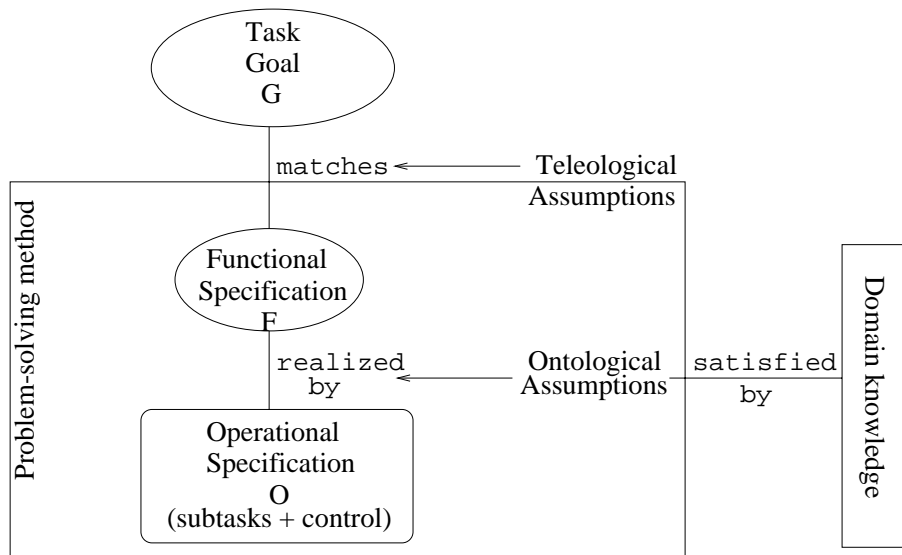 Task
Goal
G
matches
Teleological
Assumptions
Problem-solving method
Functional
Specification
F
realized
by
Ontological
Assumptions
satisfied
by
Domain knowledge
Operational
Specification
O
(subtasks + control)